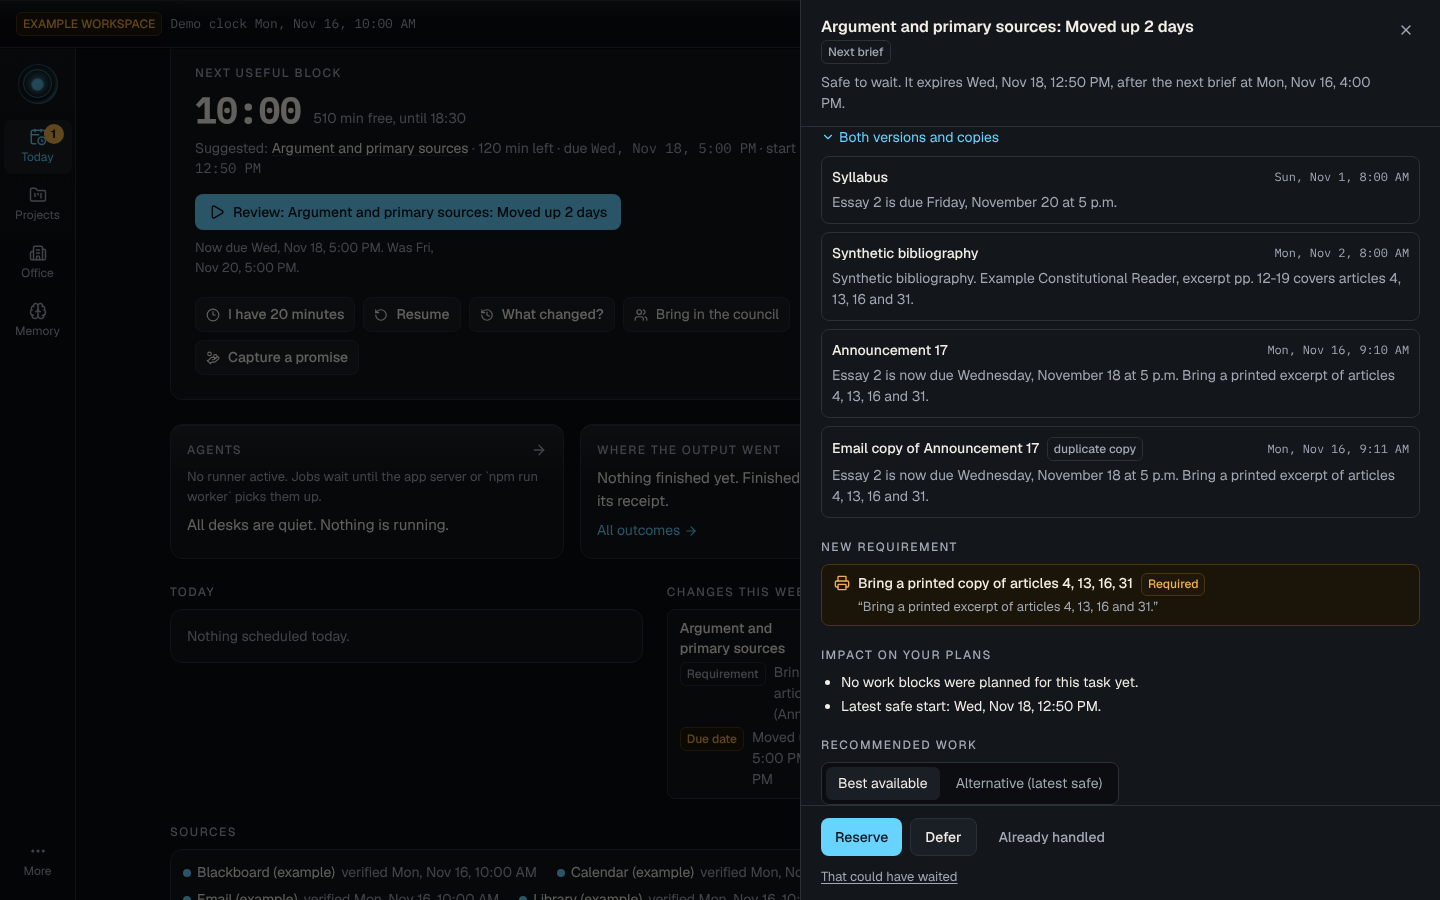 EXAMPLE WORKSPACE Demo clock Mon, Nov 16, 10:00 AM
1
Today
Projects
Office
Memory
More
NEXT USEFUL BLOCK
10:00 510 min free, until 18:30
Suggested: Argument and primary sources · 120 min left · due Wed, Nov 18, 5:00 PM · start
12:50 PM
Review: Argument and primary sources: Moved up 2 days
Now due Wed, Nov 18, 5:00 PM. Was Fri,
Nov 20, 5:00 PM.
I have 20 minutes
Resume
What changed?
Bring in the council
Capture a promise
AGENTS
No runner active. Jobs wait until the app server or `npm run
worker` picks them up.
All desks are quiet. Nothing is running.
WHERE THE OUTPUT WENT
Nothing finished yet. Finished
its receipt.
All outcomes
TODAY
Nothing scheduled today.
CHANGES THIS WEE
Argument and
primary sources
Requirement
Due date
Moved
5:00 PM
PM
SOURCES
Blackboard (example) verified Mon, Nov 16, 10:00 AM
Calendar (example) verified Mon, No
Email (example) verified Mon, Nov 16, 10:00 AM
Library (example) verified Mon, Nov 16, 10:
Argument and primary sources: Moved up 2 days
Next brief
Safe to wait. It expires Wed, Nov 18, 12:50 PM, after the next brief at Mon, Nov 16, 4:00
PM.
Both versions and copies
Syllabus Sun, Nov 1, 8:00 AM
Essay 2 is due Friday, November 20 at 5 p.m.
Synthetic bibliography Mon, Nov 2, 8:00 AM
Synthetic bibliography. Example Constitutional Reader, excerpt pp. 12-19 covers articles 4,
13, 16 and 31.
Announcement 17 Mon, Nov 16, 9:10 AM
Essay 2 is now due Wednesday, November 18 at 5 p.m. Bring a printed excerpt of articles
4, 13, 16 and 31.
Email copy of Announcement 17 duplicate copy Mon, Nov 16, 9:11 AM
Essay 2 is now due Wednesday, November 18 at 5 p.m. Bring a printed excerpt of articles
4, 13, 16 and 31.
NEW REQUIREMENT
Bring a printed copy of articles 4, 13, 16, 31 Required
“Bring a printed excerpt of articles 4, 13, 16 and 31.”
IMPACT ON YOUR PLANS
No work blocks were planned for this task yet.
Latest safe start: Wed, Nov 18, 12:50 PM.
RECOMMENDED WORK
Best available
Alternative (latest safe)
Reserve
Defer
Already handled
That could have waited